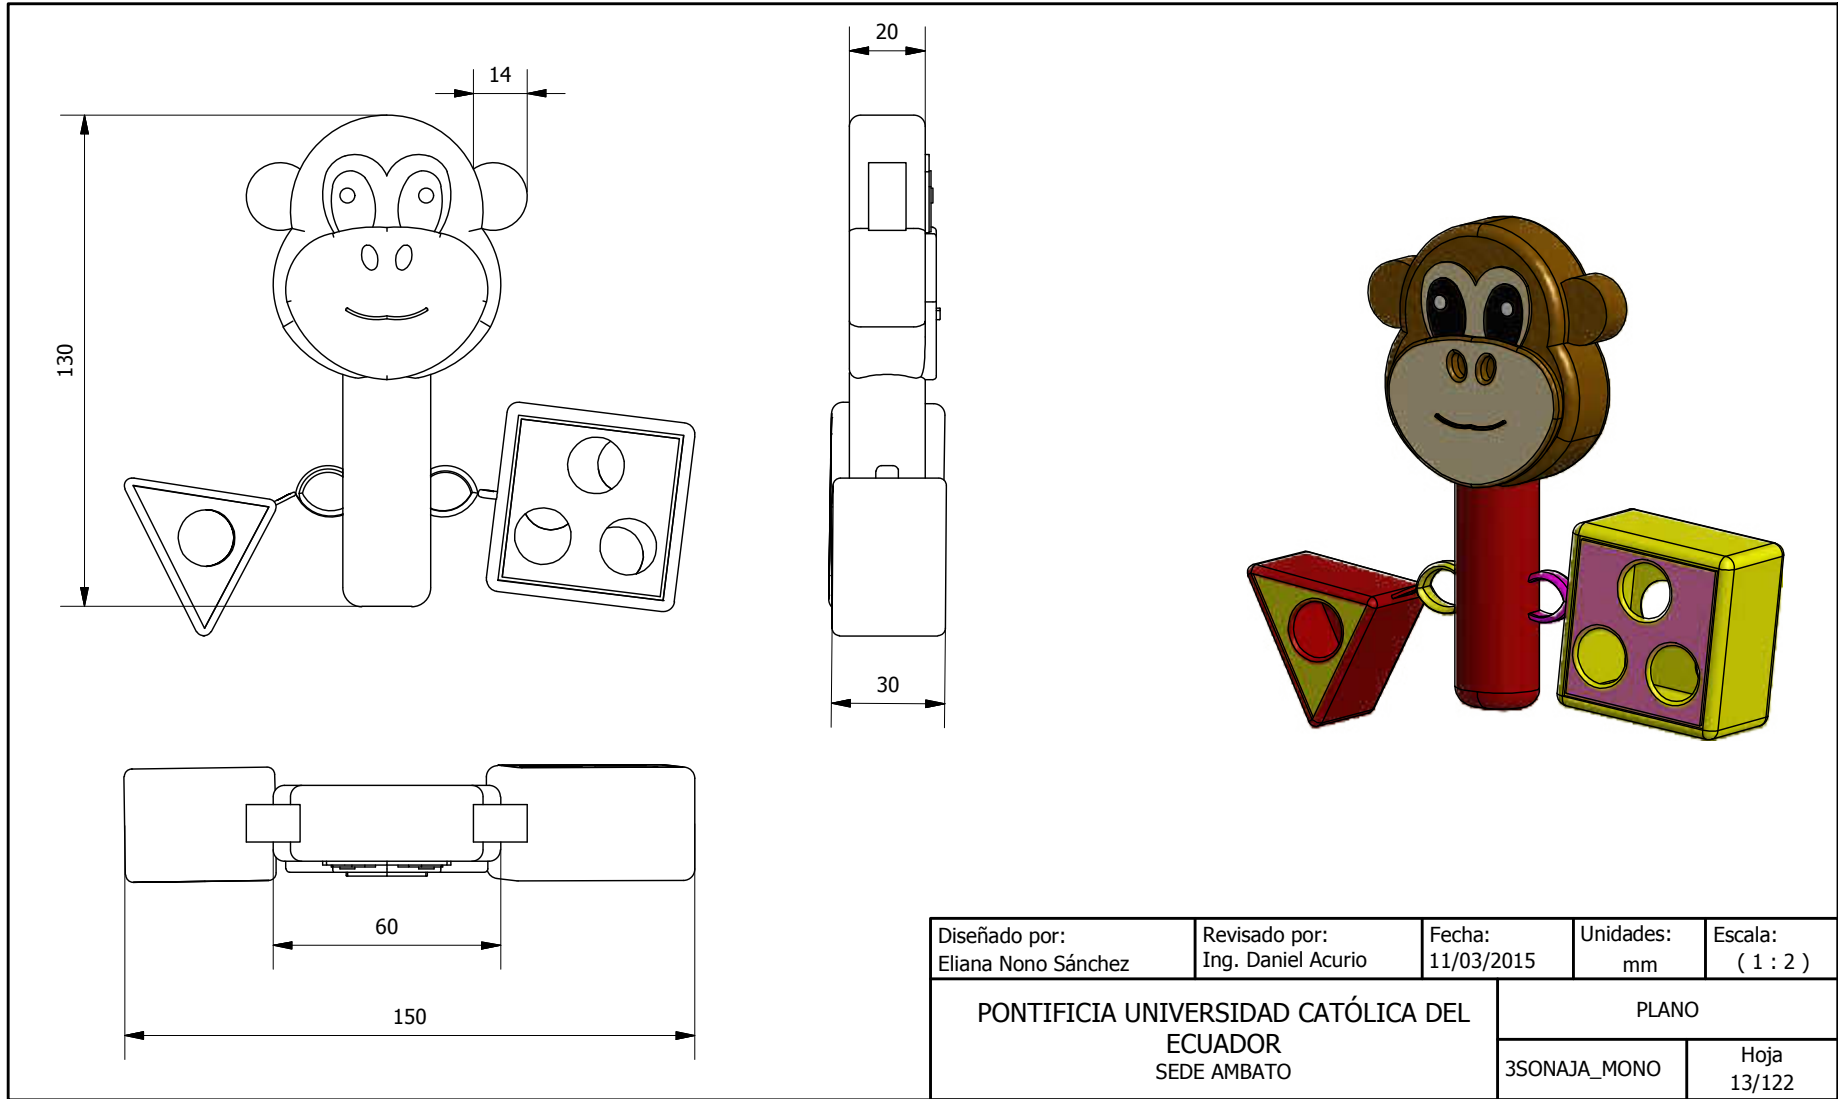 20
14
130
30
60
150
Diseñado por:
Eliana Nono Sánchez
Revisado por:
Ing. Daniel Acurio
Fecha:
11/03/2015
Unidades:
mm
Escala:
( 1 : 2 )
PONTIFICIA UNIVERSIDAD CATÓLICA DEL
ECUADOR
SEDE AMBATO
PLANO
3SONAJA_MONO
Hoja
13/122